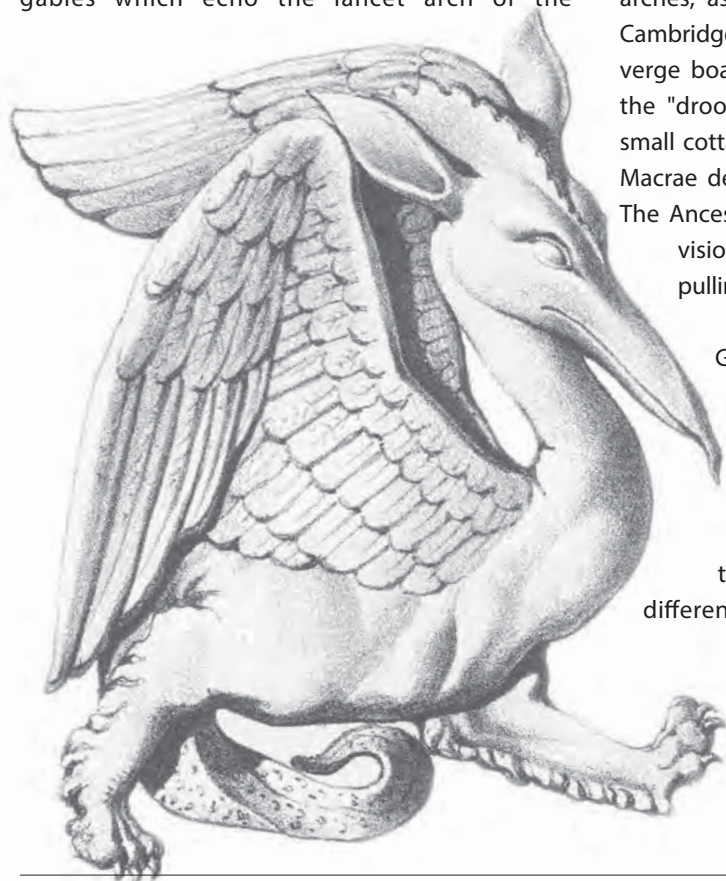 gables which echo the lancet arch of the
arches, as
Cambridge
verge boa
the "droo
small cott
Macrae de
The Ances
visio
pullin
G
t
differen